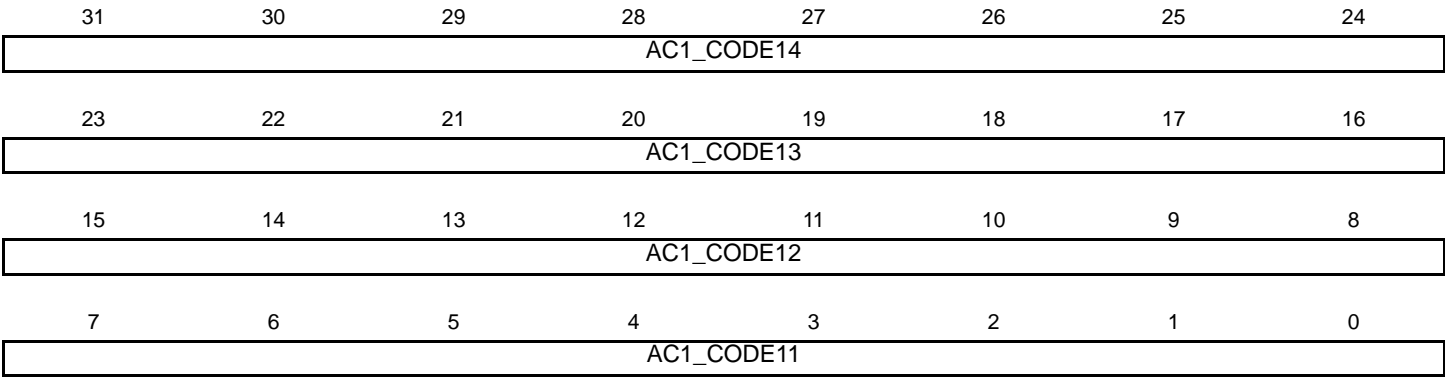 31 30 29 28 27 26 25 24
AC1_CODE14
23 22 21 20 19 18 17 16
AC1_CODE13
15 14 13 12 11 10 9 8
AC1_CODE12
7 6 5 4 3 2 1 0
AC1_CODE11